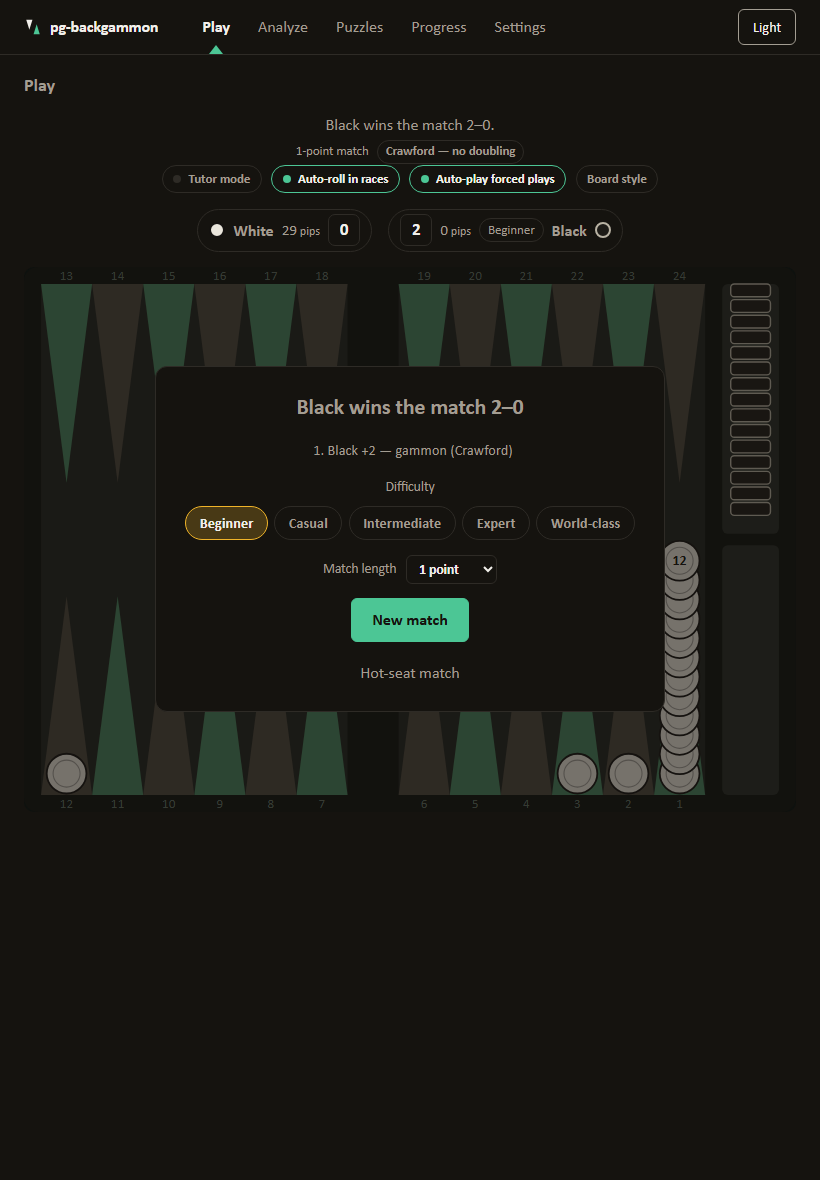 pg-backgammon Play Analyze Puzzles Progress Settings Light
Play
Black wins the match 2–0.
1-point match Crawford — no doubling
Tutor mode Auto-roll in races Auto-play forced plays Board style
White 29 pips 0 2 0 pips Beginner Black
13 14 15 16 17 18 19 20 21 22 23 24
Black wins the match 2–0
1. Black +2 — gammon (Crawford)
Difficulty
Beginner Casual Intermediate Expert World-class
12
Match length 1 point
New match
Hot-seat match
12 11 10 9 8 7 6 5 4 3 2 1